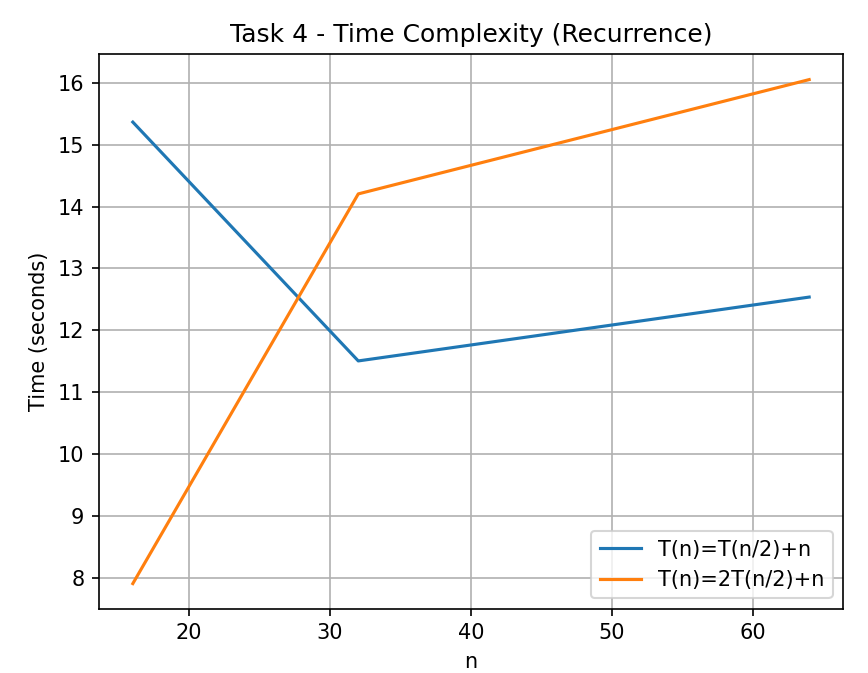 Task 4 - Time Complexity (Recurrence)
Time (seconds)
16
15
14
13
12
11
10
9
8
20 30 40 50 60
n
T(n)=T(n/2)+n
T(n)=2T(n/2)+n